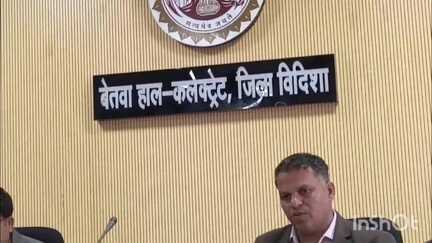 सत्यमेव जयते
बेतवा हाल-कलेक्ट्रेट, जिला विदिशा
InShOt